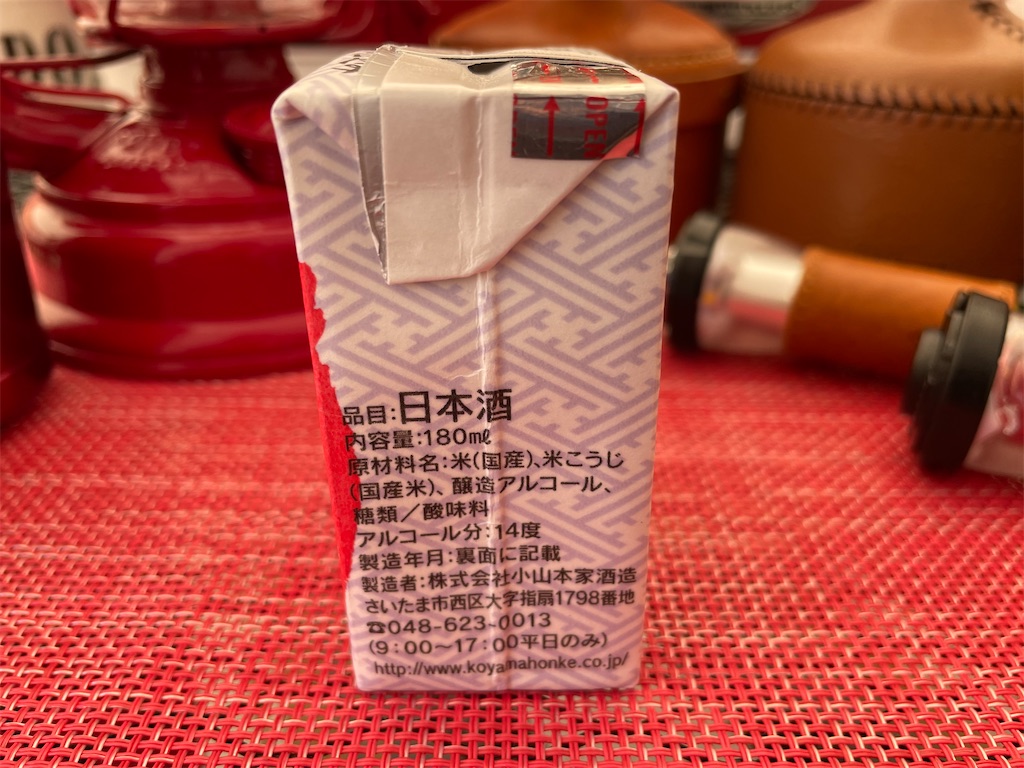 OPEN
品目:日本酒
内容量:180㎖
原材料名:米(国産)、米こうじ
(国産米)、醸造アルコール、
糖類／酸味料
アルコール分:14度
製造年月:裏面に記載
製造者:株式会社小山本家酒造
さいたま市西区大字指扇1798番地
☎048-623-0013
(9:00〜17:00平日のみ)
http://www.koyamahonke.co.jp/